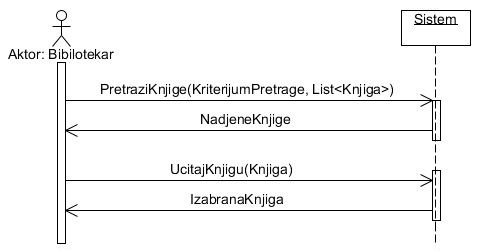 Sistem
Aktor: Bibilotekar
PretraziKnjige(KriterijumPretrage, List<Knjiga>)
NadjeneKnjige
UcitajKnjigu(Knjiga)
IzabranaKnjiga